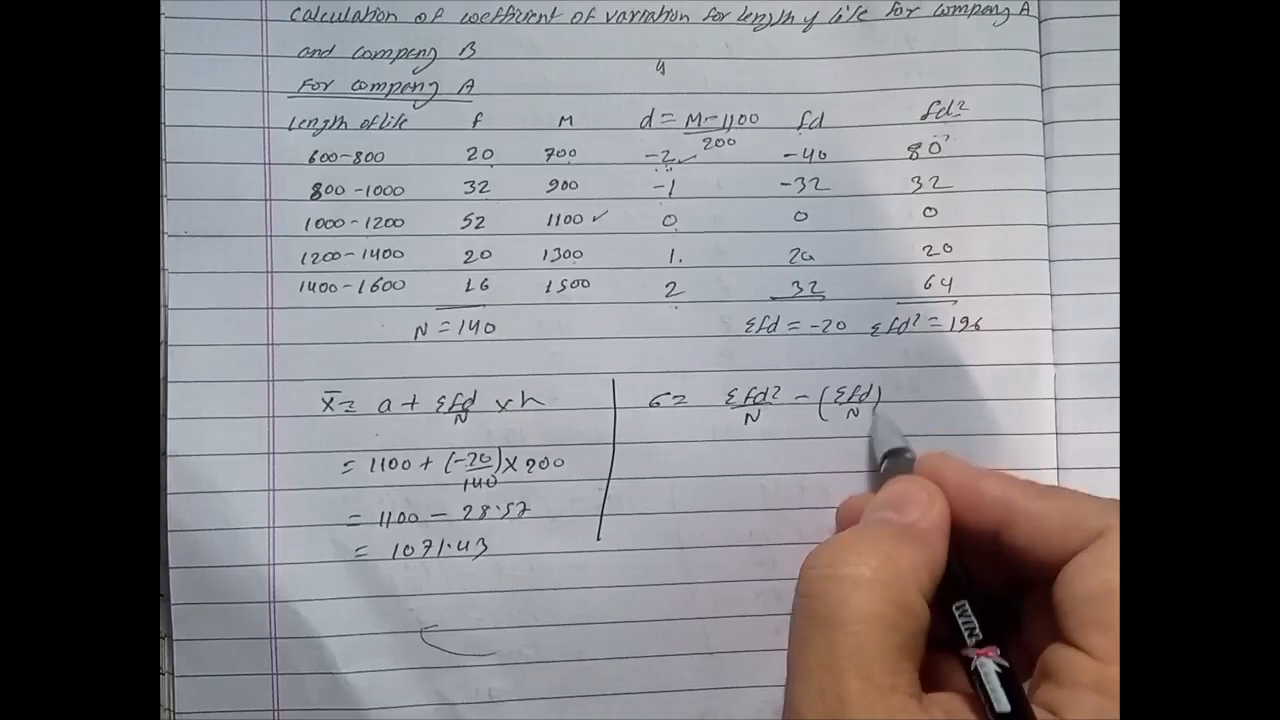 Calculation of coefficient of variation for length of life for company A
and company B
For company A
Length of life f M d = M-1100/200 fd fd²
600-800 20 700 -2 ✓ -40 80
800-1000 32 900 -1 -32 32
1000-1200 52 1100 ✓ 0 0 0
1200-1400 20 1300 1. 20 20
1400-1600 16 1500 2 32 64
N = 140 Σfd = -20 Σfd² = 196
x̄ = a + Σfd/N × h
= 1100 + (-20/140) × 200
= 1100 - 28.57
= 1071.43
σ = Σfd²/N - (Σfd/N)
WIN